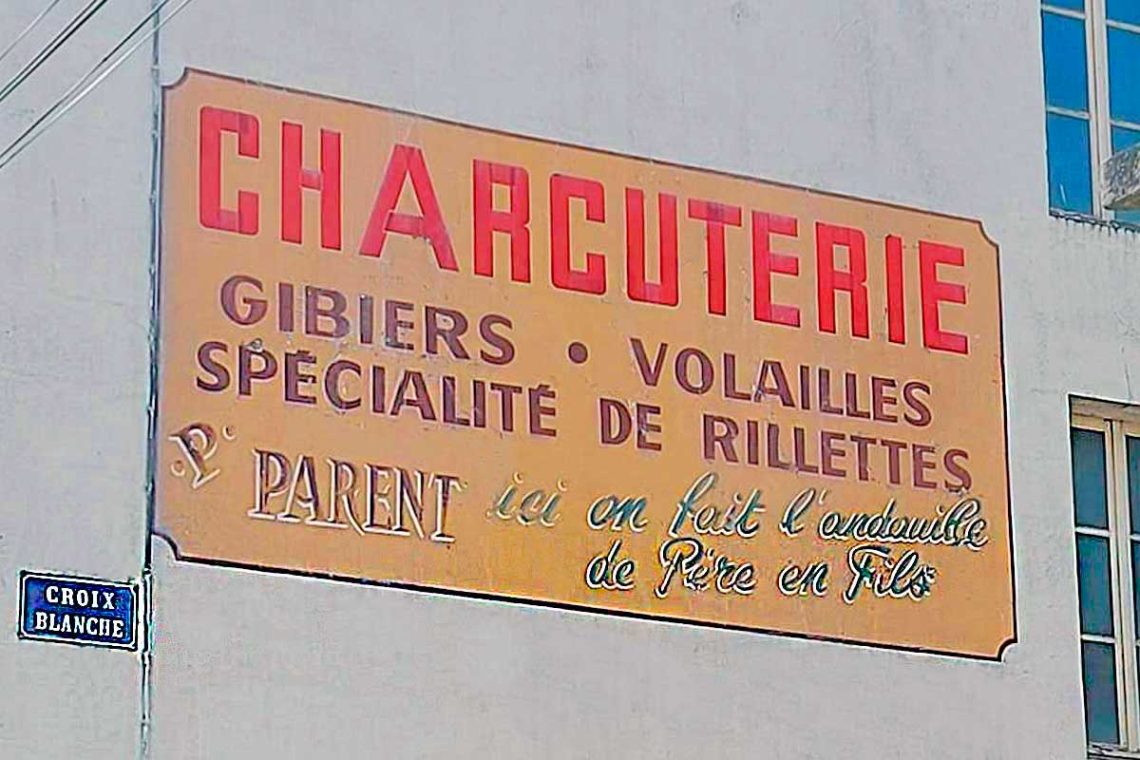 CHARCUTERIE
GIBIERS • VOLAILLES
SPÉCIALITÉ DE RILLETTES
P. PARENT ici on fait l'andouille
de Père en Fils
CROIX
BLANCHE